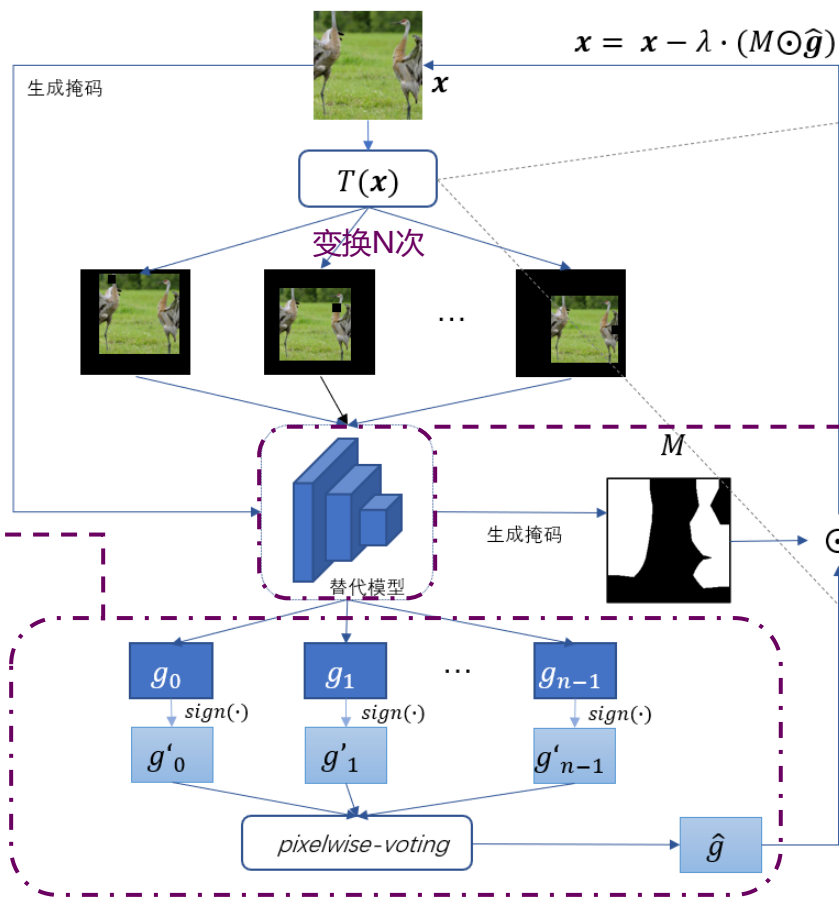 x = x − λ · (M⊙ĝ)
生成掩码
x
T(x)
变换N次
...
M
生成掩码
⊙
替代模型
g₀ g₁ ... gₙ₋₁
sign(·) sign(·) sign(·)
g‘₀ g’₁ g‘ₙ₋₁
pixelwise-voting
ĝ